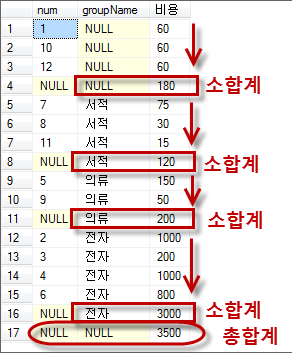 num groupName 비용
1 1 NULL 60
2 10 NULL 60
3 12 NULL 60
4 NULL NULL 180 소합계
5 7 서적 75
6 8 서적 30
7 11 서적 15
8 NULL 서적 120 소합계
9 5 의류 150
10 9 의류 50
11 NULL 의류 200 소합계
12 2 전자 1000
13 3 전자 200
14 4 전자 1000
15 6 전자 800
16 NULL 전자 3000 소합계
17 NULL NULL 3500 총합계